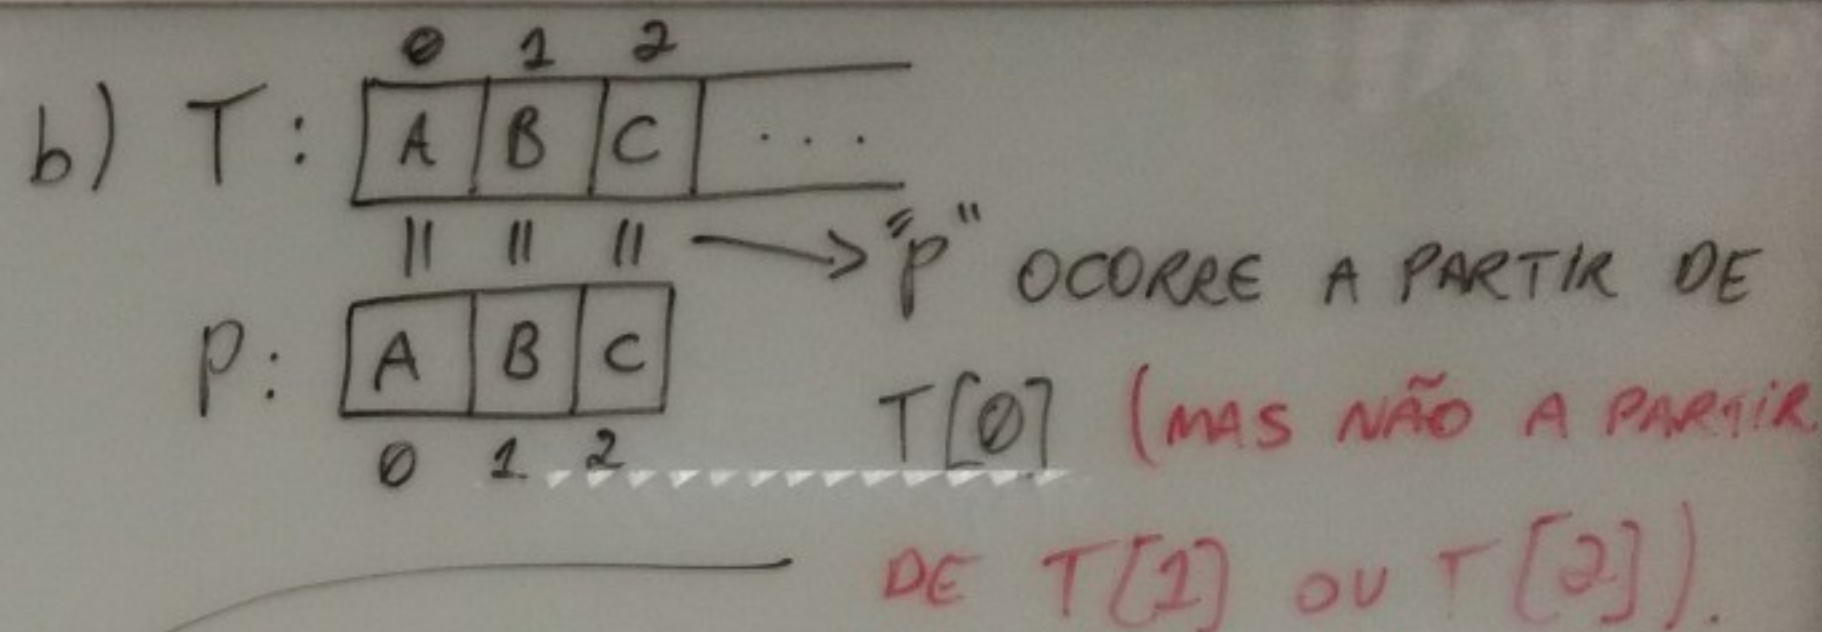 0 1 2
b) T: A B C ...
|| || || → "p" OCORRE A PARTIR DE
P: A B C
T[0] (MAS NÃO A PARTIR
0 1 2
DE T[1] OU T[2]).